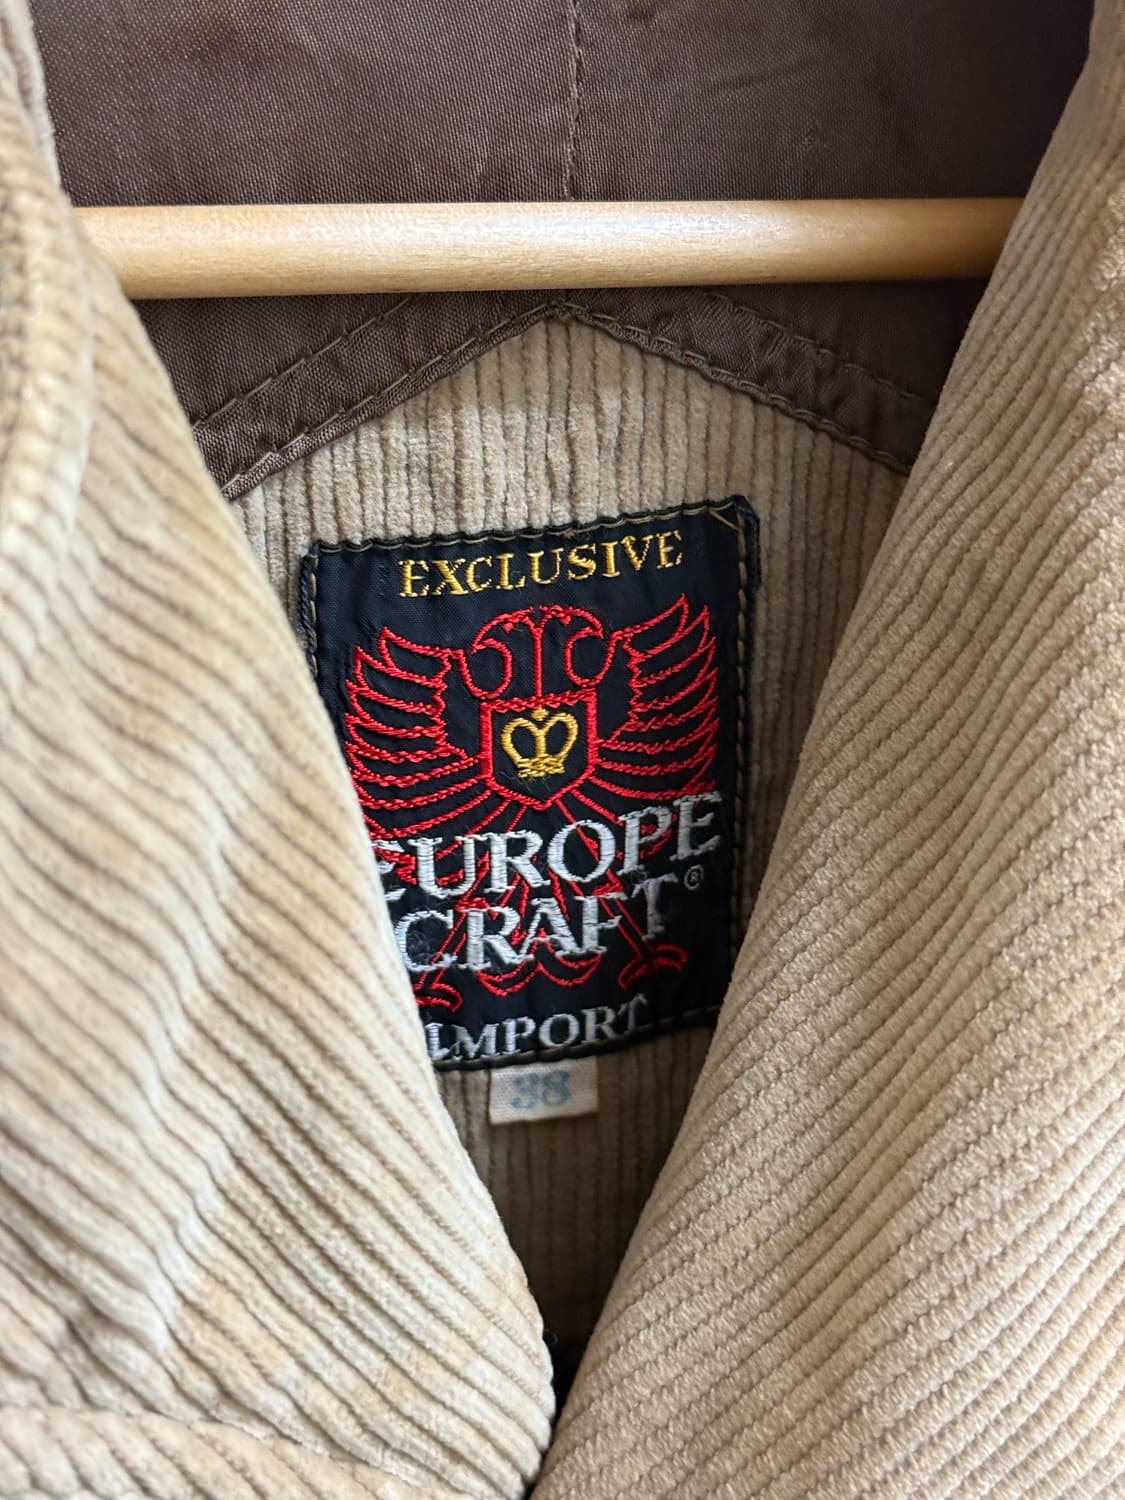 EXCLUSIVE
EUROPE
CRAFT®
IMPORT
38